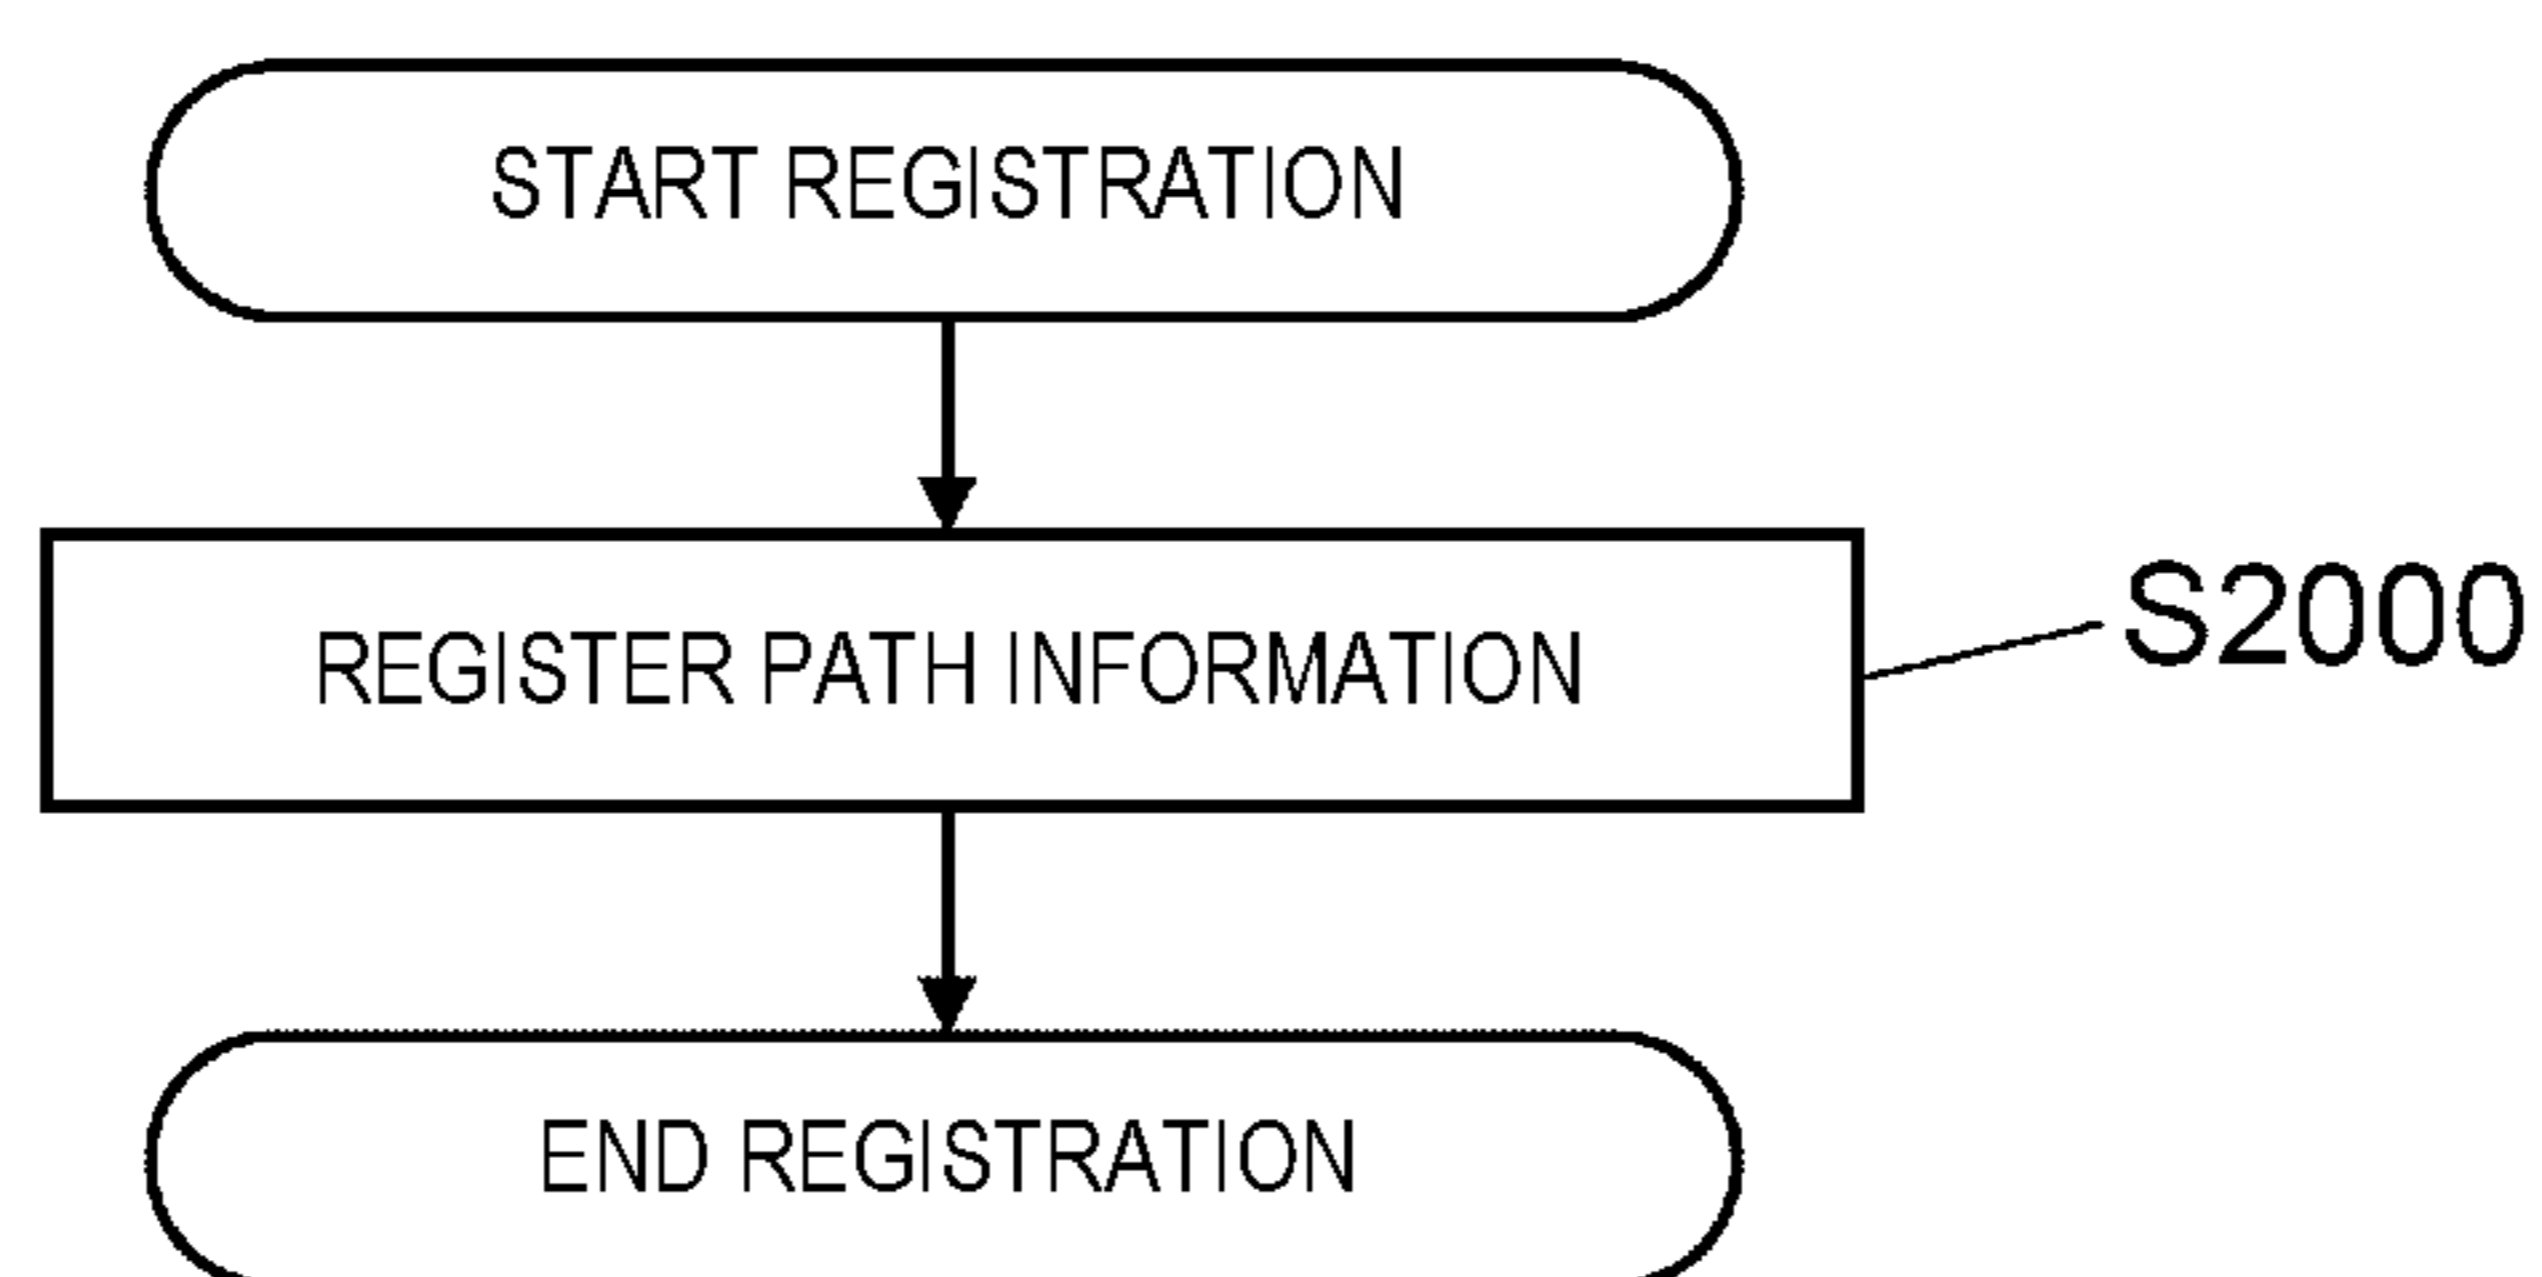 START REGISTRATION
REGISTER PATH INFORMATION
S2000
END REGISTRATION